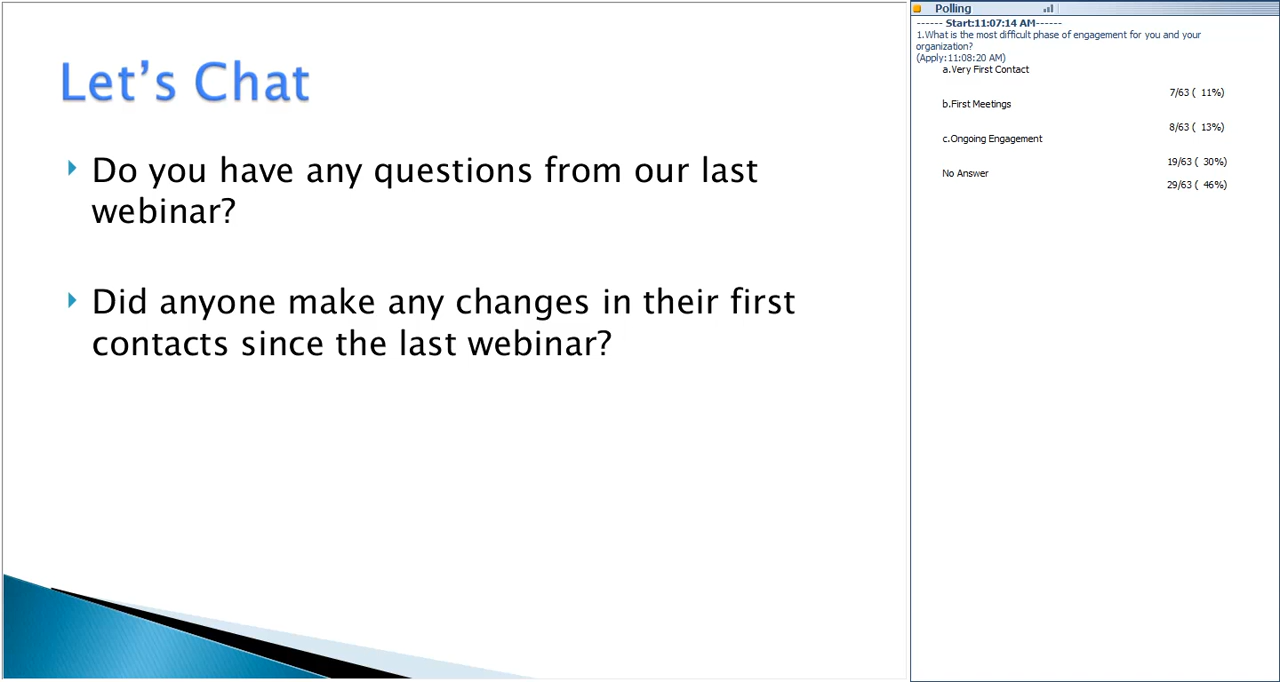 Let's Chat
Do you have any questions from our last
webinar?
Did anyone make any changes in their first
contacts since the last webinar?
Polling
------ Start:11:07:14 AM------
1.What is the most difficult phase of engagement for you and your
organization?
(Apply:11:08:20 AM)
a.Very First Contact
7/63 ( 11%)
b.First Meetings
8/63 ( 13%)
c.Ongoing Engagement
19/63 ( 30%)
No Answer
29/63 ( 46%)